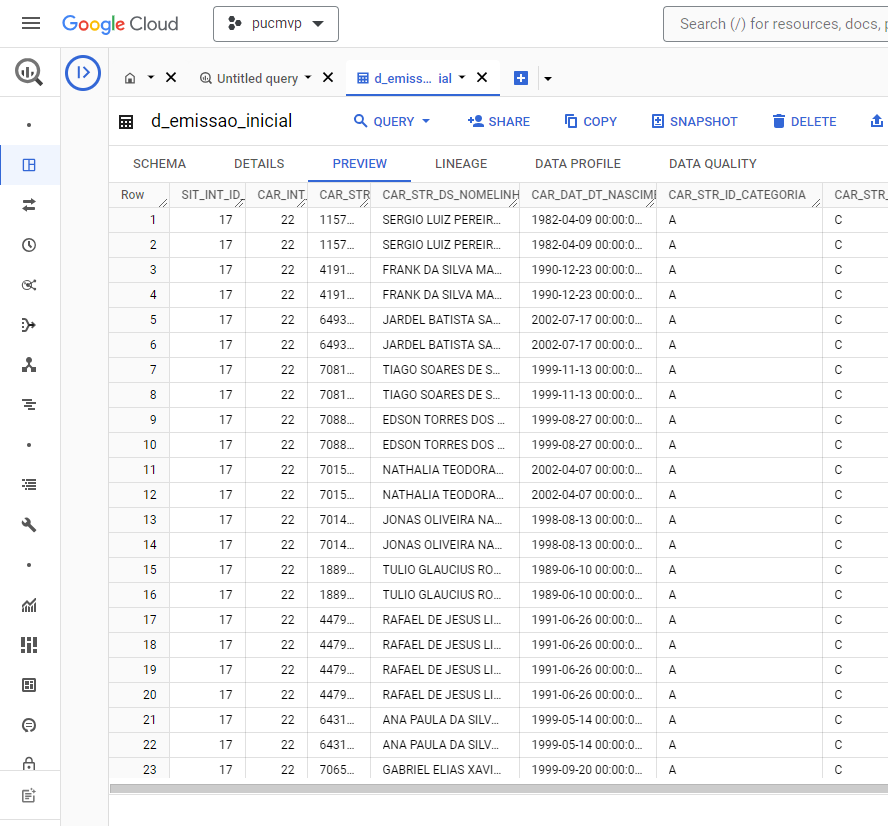 Google Cloud pucmvp Search (/) for resources, docs,
Untitled query d_emiss... ial
d_emissao_inicial QUERY SHARE COPY SNAPSHOT DELETE
SCHEMA DETAILS PREVIEW LINEAGE DATA PROFILE DATA QUALITY
Row SIT_INT_ID_ CAR_INT_ CAR_STR CAR_STR_DS_NOMELINH CAR_DAT_DT_NASCIME CAR_STR_ID_CATEGORIA CAR_STR_
1 17 22 1157... SERGIO LUIZ PEREIR... 1982-04-09 00:00:0... A C
2 17 22 1157... SERGIO LUIZ PEREIR... 1982-04-09 00:00:0... A C
3 17 22 4191... FRANK DA SILVA MA... 1990-12-23 00:00:0... A C
4 17 22 4191... FRANK DA SILVA MA... 1990-12-23 00:00:0... A C
5 17 22 6493... JARDEL BATISTA SA... 2002-07-17 00:00:0... A C
6 17 22 6493... JARDEL BATISTA SA... 2002-07-17 00:00:0... A C
7 17 22 7081... TIAGO SOARES DE S... 1999-11-13 00:00:0... A C
8 17 22 7081... TIAGO SOARES DE S... 1999-11-13 00:00:0... A C
9 17 22 7088... EDSON TORRES DOS ... 1999-08-27 00:00:0... A C
10 17 22 7088... EDSON TORRES DOS ... 1999-08-27 00:00:0... A C
11 17 22 7015... NATHALIA TEODORA... 2002-04-07 00:00:0... A C
12 17 22 7015... NATHALIA TEODORA... 2002-04-07 00:00:0... A C
13 17 22 7014... JONAS OLIVEIRA NA... 1998-08-13 00:00:0... A C
14 17 22 7014... JONAS OLIVEIRA NA... 1998-08-13 00:00:0... A C
15 17 22 1889... TULIO GLAUCIUS RO... 1989-06-10 00:00:0... A C
16 17 22 1889... TULIO GLAUCIUS RO... 1989-06-10 00:00:0... A C
17 17 22 4479... RAFAEL DE JESUS LI... 1991-06-26 00:00:0... A C
18 17 22 4479... RAFAEL DE JESUS LI... 1991-06-26 00:00:0... A C
19 17 22 4479... RAFAEL DE JESUS LI... 1991-06-26 00:00:0... A C
20 17 22 4479... RAFAEL DE JESUS LI... 1991-06-26 00:00:0... A C
21 17 22 6431... ANA PAULA DA SILV... 1999-05-14 00:00:0... A C
22 17 22 6431... ANA PAULA DA SILV... 1999-05-14 00:00:0... A C
23 17 22 7065... GABRIEL ELIAS XAVI... 1999-09-20 00:00:0... A C